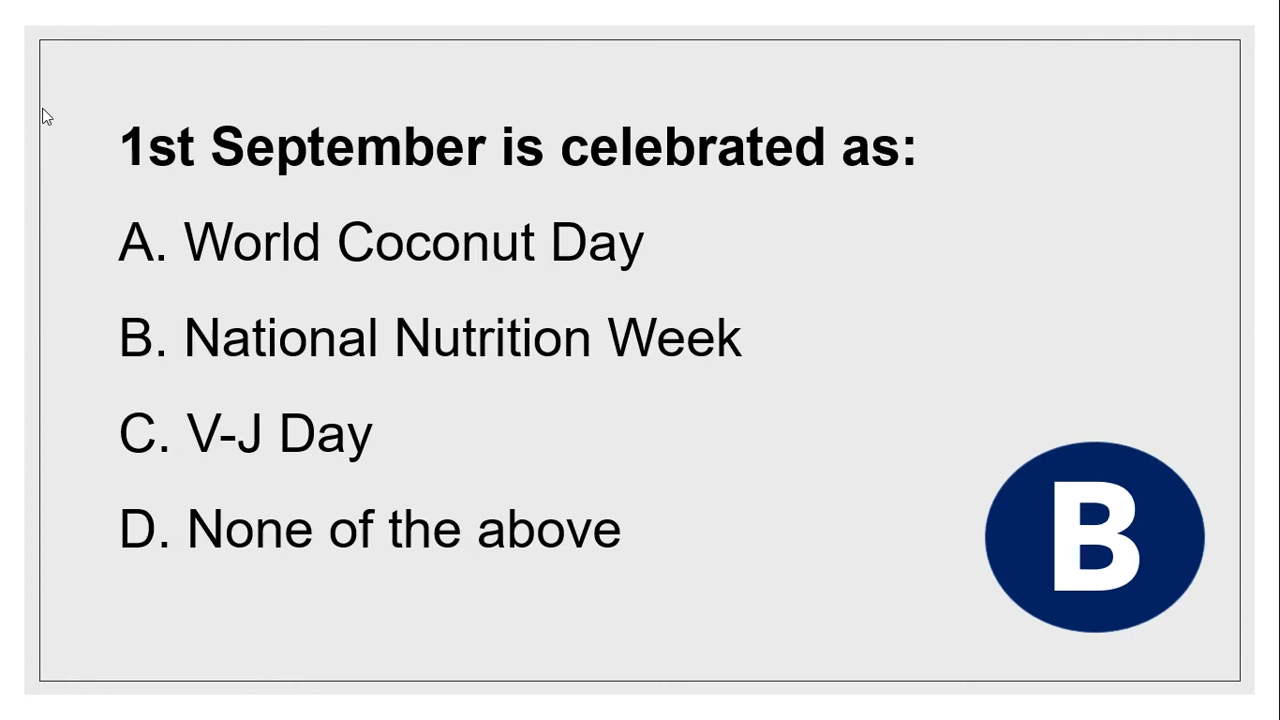 1st September is celebrated as:
A. World Coconut Day
B. National Nutrition Week
C. V-J Day
D. None of the above
B